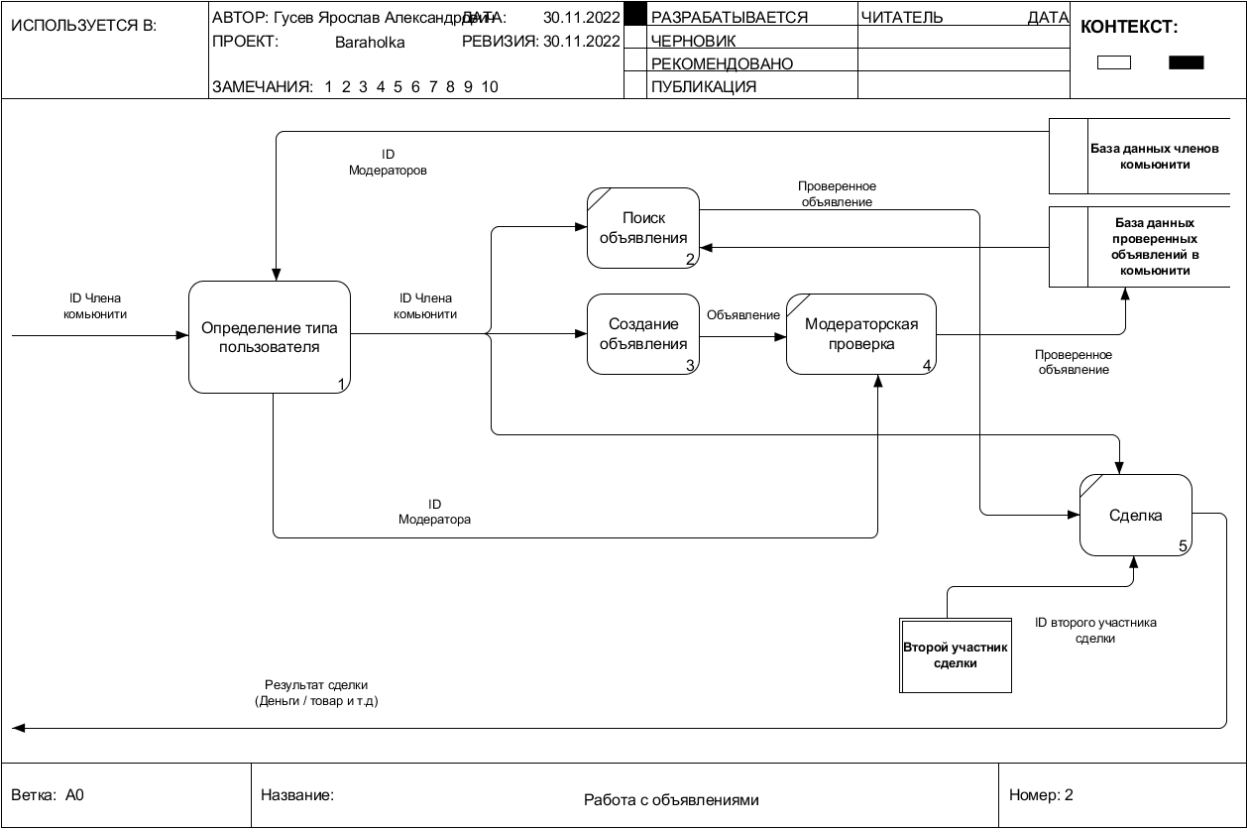 ИСПОЛЬЗУЕТСЯ В:
АВТОР: Гусев Ярослав Александрович
ДАТА: 30.11.2022
ПРОЕКТ: Baraholka
РЕВИЗИЯ: 30.11.2022
ЗАМЕЧАНИЯ: 1 2 3 4 5 6 7 8 9 10
РАЗРАБАТЫВАЕТСЯ
ЧЕРНОВИК
РЕКОМЕНДОВАНО
ПУБЛИКАЦИЯ
ЧИТАТЕЛЬ ДАТА
КОНТЕКСТ:
ID
Модераторов
База данных членов
комьюнити
Проверенное
объявление
Поиск
объявления
2
База данных
проверенных
объявлений в
комьюнити
ID Члена
комьюнити
Определение типа
пользователя
1
ID Члена
комьюнити
Создание
объявления
3
Объявление
Модераторская
проверка
4
Проверенное
объявление
ID
Модератора
Сделка
5
Второй участник
сделки
ID второго участника
сделки
Результат сделки
(Деньги / товар и т.д)
Ветка: A0
Название:
Работа с объявлениями
Номер: 2